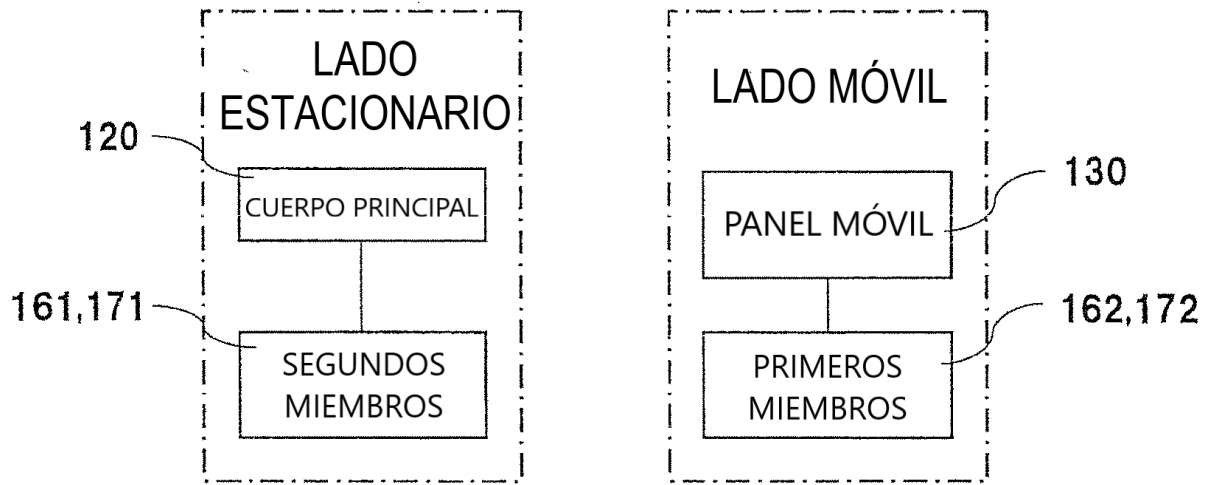 LADO
ESTACIONARIO
120
CUERPO PRINCIPAL
161,171
SEGUNDOS
MIEMBROS
LADO MÓVIL
130
PANEL MÓVIL
162,172
PRIMEROS
MIEMBROS